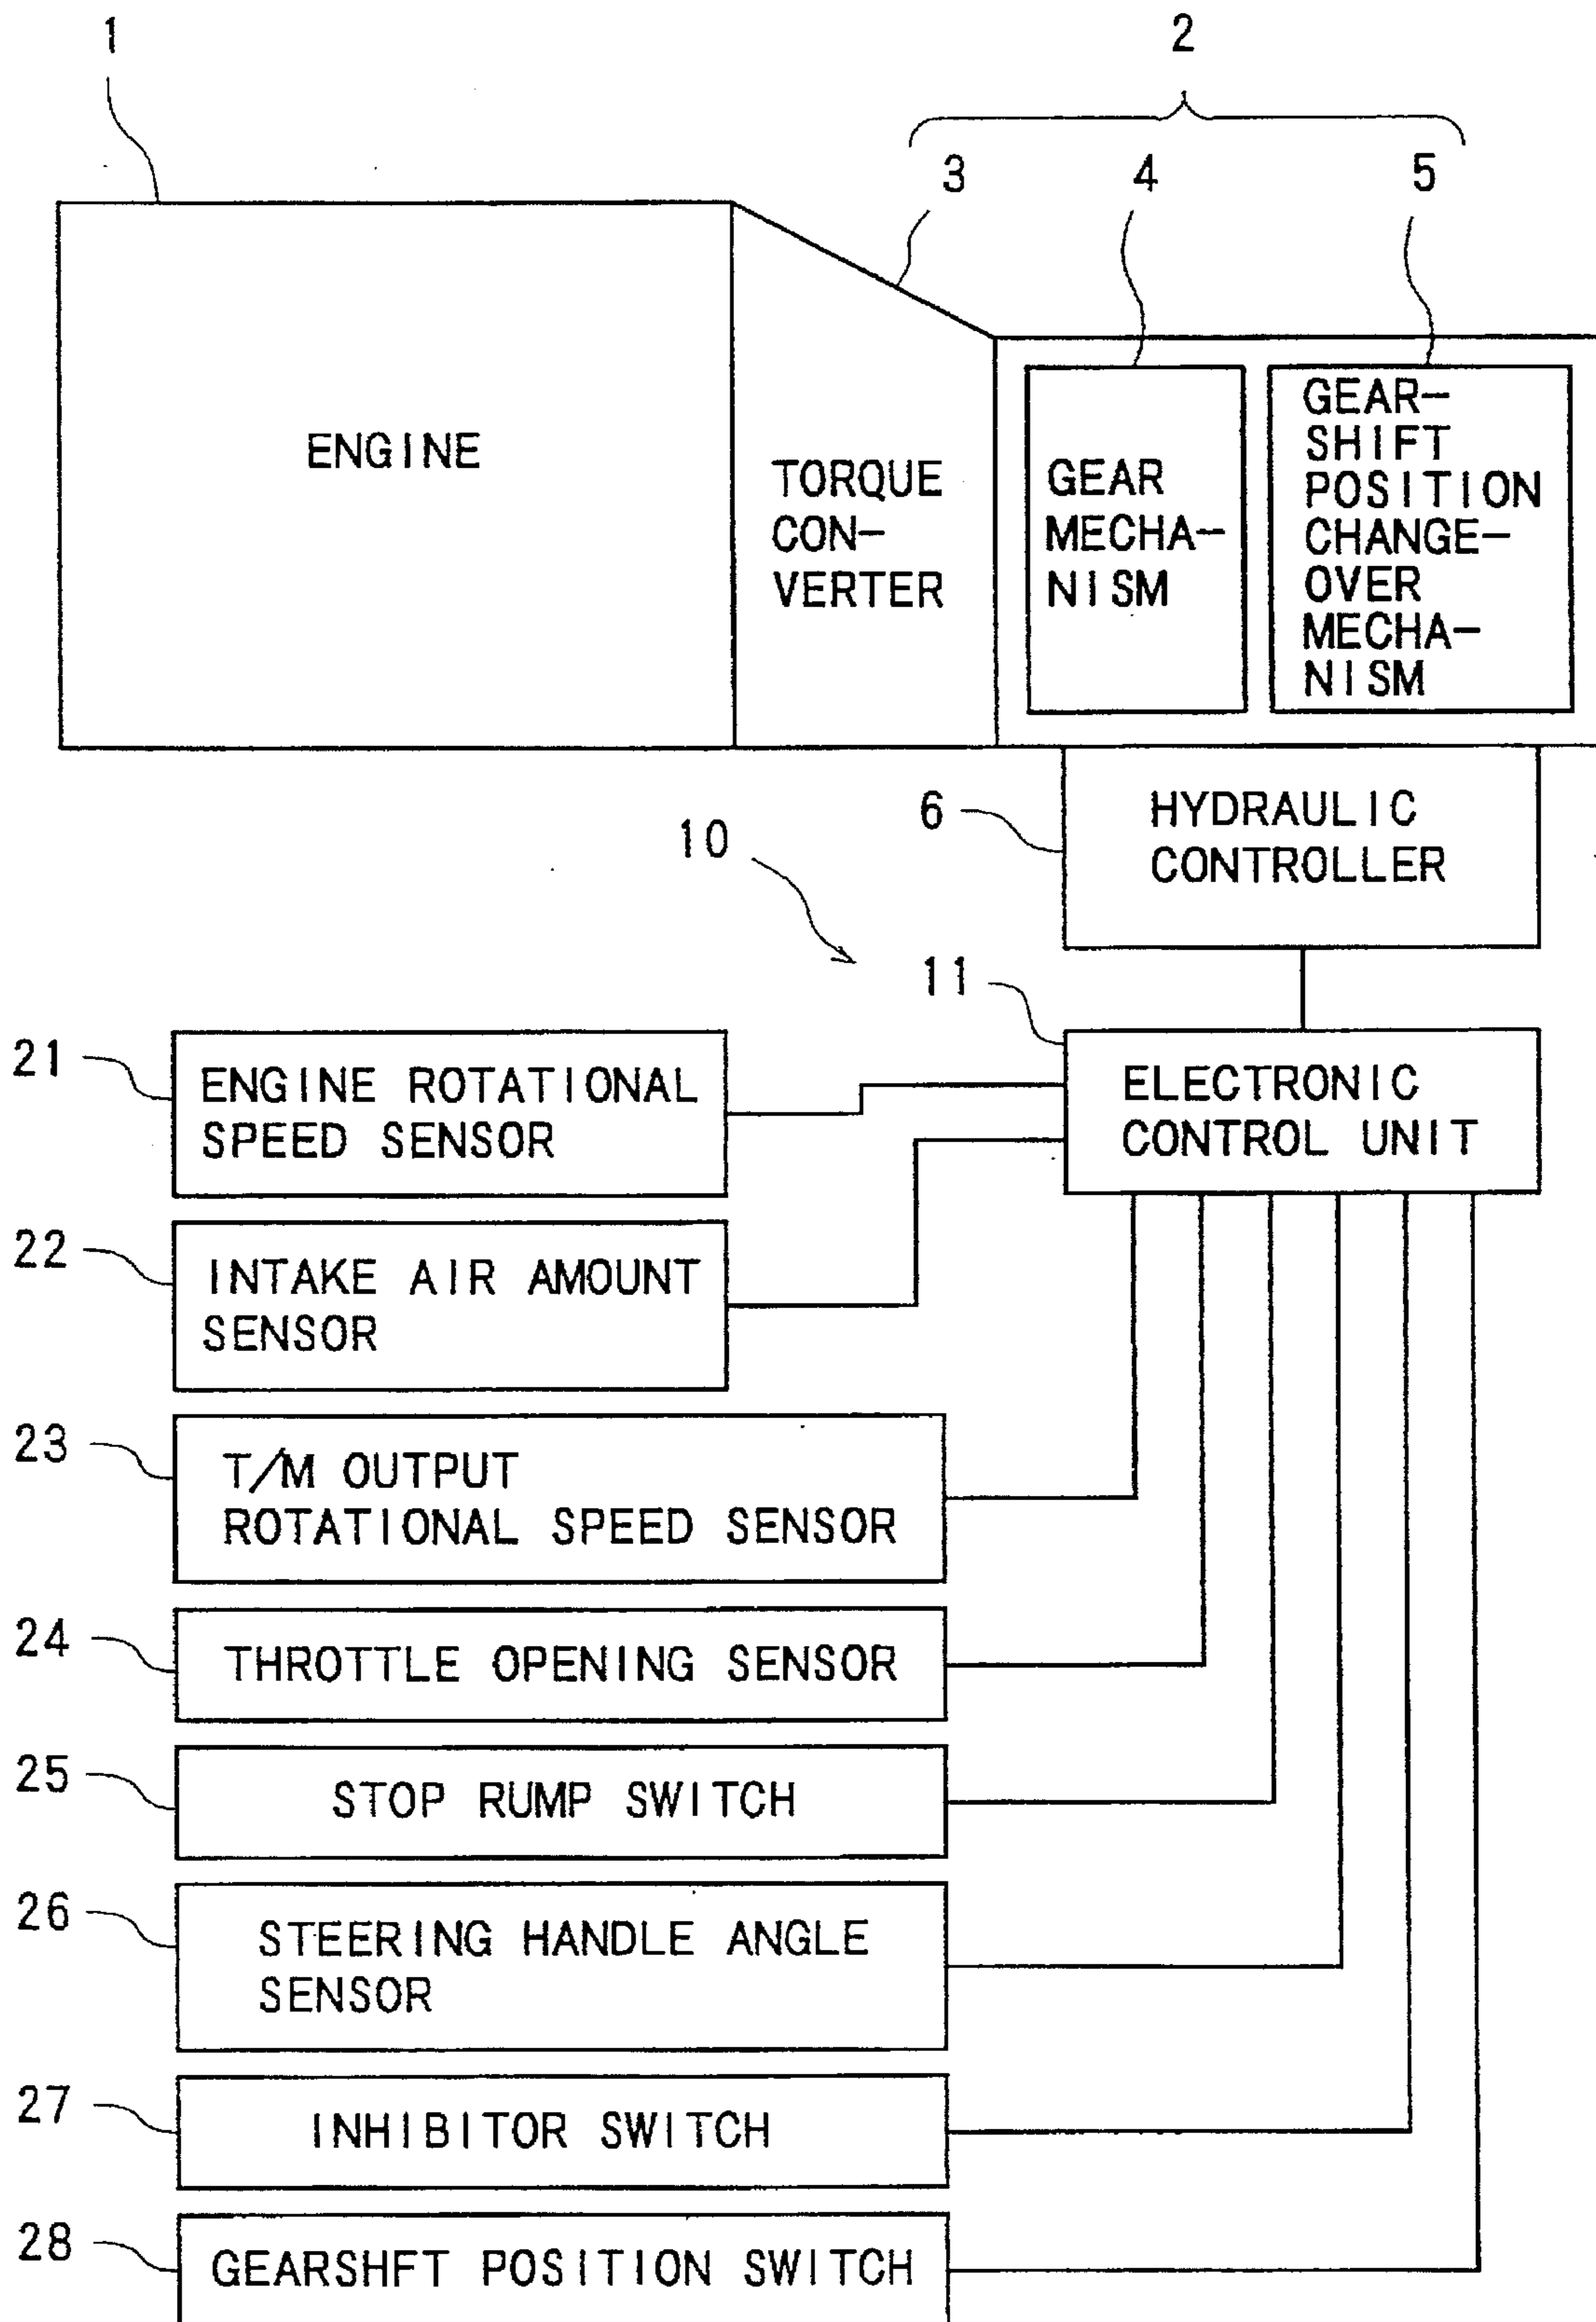 1
2
3
4
5
ENGINE
TORQUE
CON-
VERTER
GEAR
MECHA-
NISM
GEAR-
SHIFT
POSITION
CHANGE-
OVER
MECHA-
NISM
6
HYDRAULIC
CONTROLLER
10
11
ELECTRONIC
CONTROL UNIT
21
ENGINE ROTATIONAL
SPEED SENSOR
22
INTAKE AIR AMOUNT
SENSOR
23
T/M OUTPUT
ROTATIONAL SPEED SENSOR
24
THROTTLE OPENING SENSOR
25
STOP RUMP SWITCH
26
STEERING HANDLE ANGLE
SENSOR
27
INHIBITOR SWITCH
28
GEARSHFT POSITION SWITCH